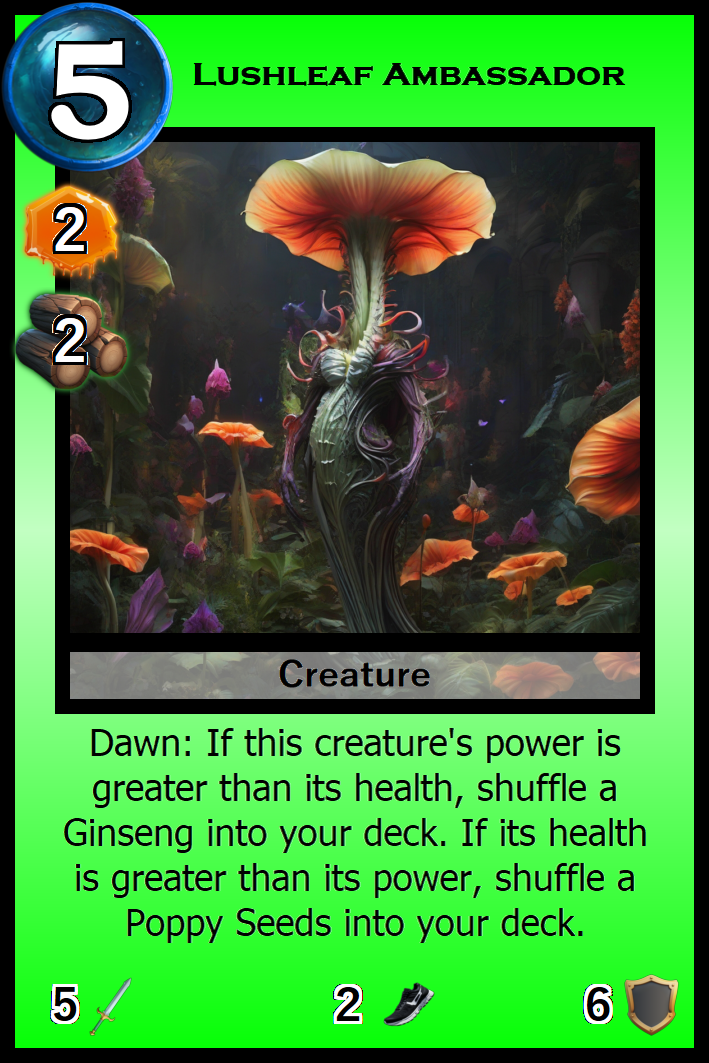 5
Lushleaf Ambassador
2
2
Creature
Dawn: If this creature's power is
greater than its health, shuffle a
Ginseng into your deck. If its health
is greater than its power, shuffle a
Poppy Seeds into your deck.
5 2 6